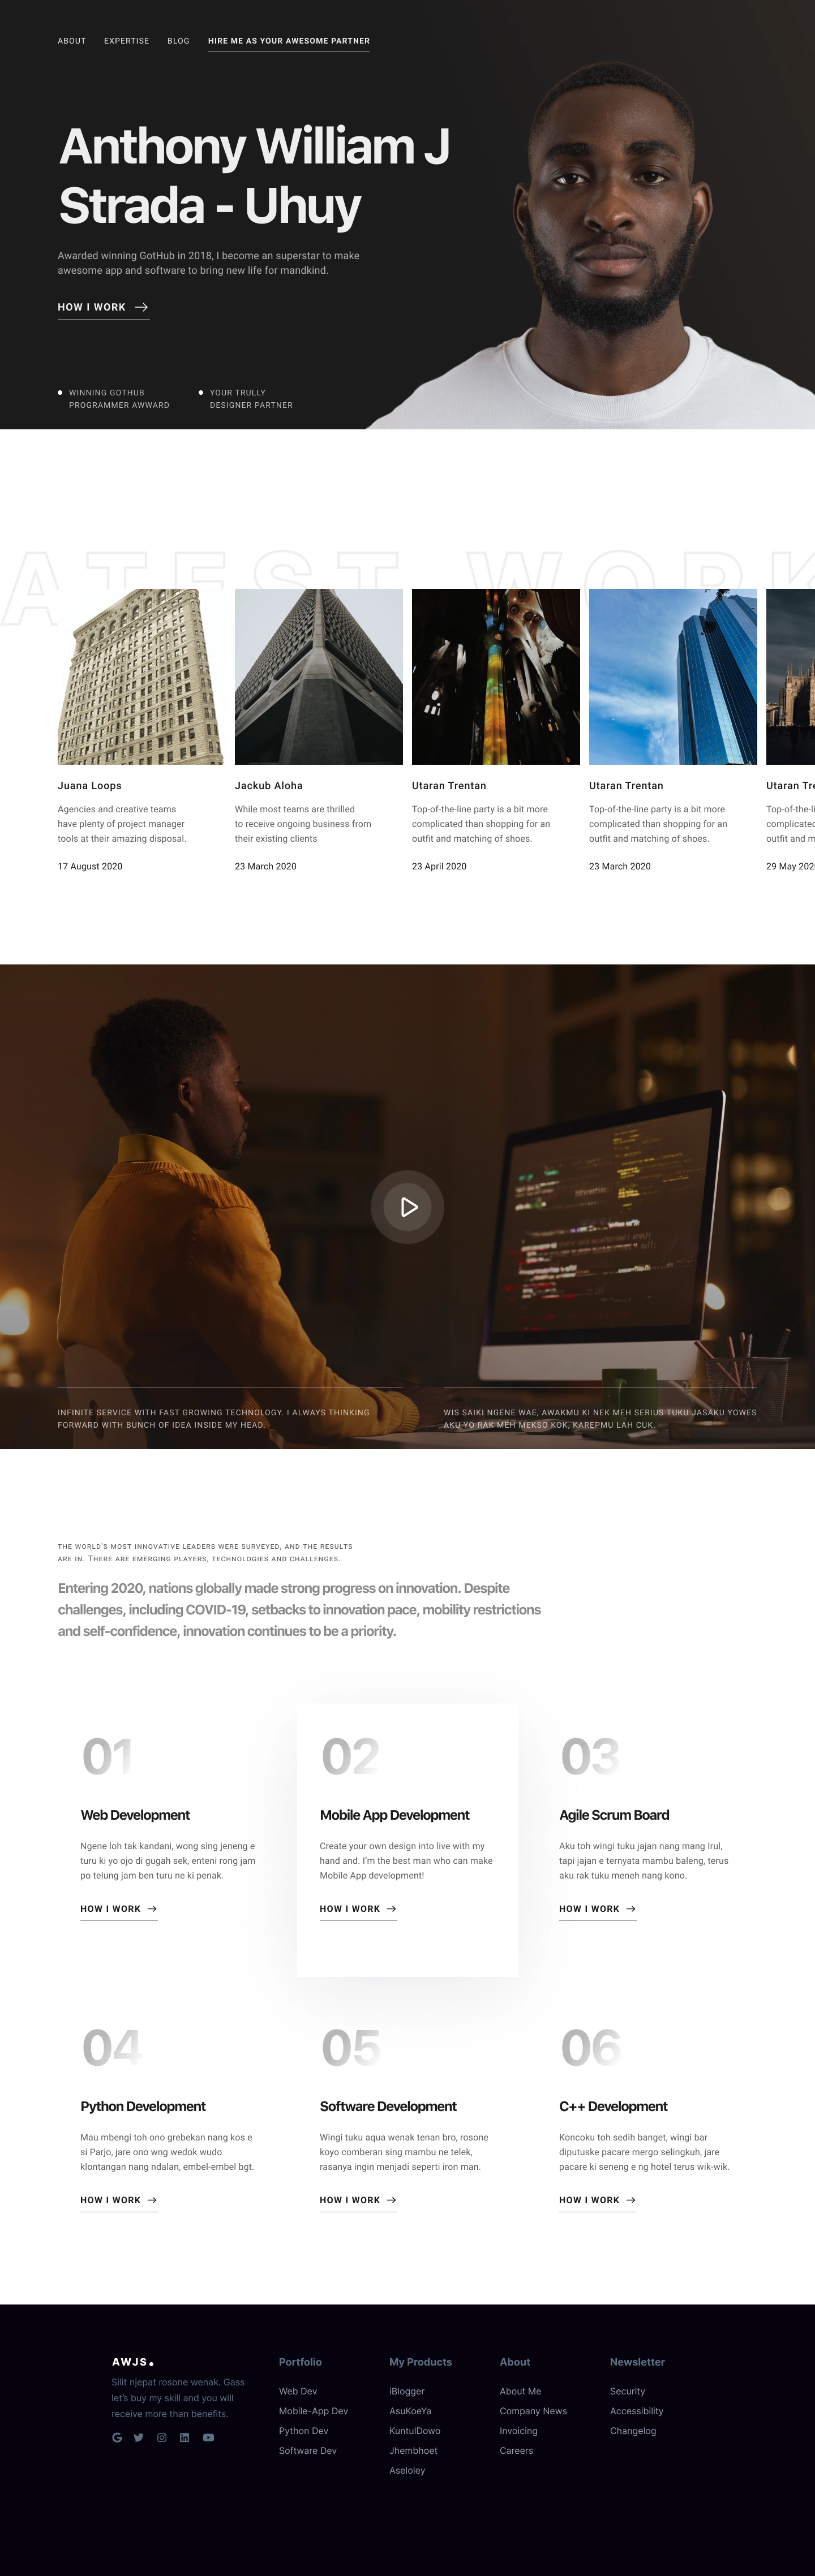 ABOUT EXPERTISE BLOG HIRE ME AS YOUR AWESOME PARTNER
Anthony William J
Strada - Uhuy
Awarded winning GotHub in 2018, I become an superstar to make
awesome app and software to bring new life for mandkind.
HOW I WORK
WINNING GOTHUB
PROGRAMMER AWWARD
YOUR TRULLY
DESIGNER PARTNER
ATEST WORK
Juana Loops
Agencies and creative teams
have plenty of project manager
tools at their amazing disposal.
17 August 2020
Jackub Aloha
While most teams are thrilled
to receive ongoing business from
their existing clients
23 March 2020
Utaran Trentan
Top-of-the-line party is a bit more
complicated than shopping for an
outfit and matching of shoes.
23 April 2020
Utaran Trentan
Top-of-the-line party is a bit more
complicated than shopping for an
outfit and matching of shoes.
23 March 2020
Utaran Tre
Top-of-the-li
complicated
outfit and m
29 May 202
INFINITE SERVICE WITH FAST GROWING TECHNOLOGY. I ALWAYS THINKING
FORWARD WITH BUNCH OF IDEA INSIDE MY HEAD.
WIS SAIKI NGENE WAE, AWAKMU KI NEK MEH SERIUS TUKU JASAKU YOWES
AKU YO RAK MEH MEKSO KOK, KAREPMU LAH CUK.
THE WORLD'S MOST INNOVATIVE LEADERS WERE SURVEYED, AND THE RESULTS
ARE IN. THERE ARE EMERGING PLAYERS, TECHNOLOGIES AND CHALLENGES.
Entering 2020, nations globally made strong progress on innovation. Despite
challenges, including COVID-19, setbacks to innovation pace, mobility restrictions
and self-confidence, innovation continues to be a priority.
01
Web Development
Ngene loh tak kandani, wong sing jeneng e
turu ki yo ojo di gugah sek, enteni rong jam
po telung jam ben turu ne ki penak.
HOW I WORK
02
Mobile App Development
Create your own design into live with my
hand and. I'm the best man who can make
Mobile App development!
HOW I WORK
03
Agile Scrum Board
Aku toh wingi tuku jajan nang mang Irul,
tapi jajan e ternyata mambu baleng, terus
aku rak tuku meneh nang kono.
HOW I WORK
04
Python Development
Mau mbengi toh ono grebekan nang kos e
si Parjo, jare ono wng wedok wudo
klontangan nang ndalan, embel-embel bgt.
HOW I WORK
05
Software Development
Wingi tuku aqua wenak tenan bro, rosone
koyo comberan sing mambu ne telek,
rasanya ingin menjadi seperti iron man.
HOW I WORK
06
C++ Development
Koncoku toh sedih banget, wingi bar
diputuske pacare mergo selingkuh, jare
pacare ki seneng e ng hotel terus wik-wik.
HOW I WORK
AWJS.
Silit njepat rosone wenak. Gass
let's buy my skill and you will
receive more than benefits.
Portfolio
Web Dev
Mobile-App Dev
Python Dev
Software Dev
My Products
iBlogger
AsuKoeYa
KuntulDowo
Jhembhoet
Aseloley
About
About Me
Company News
Invoicing
Careers
Newsletter
Security
Accessibility
Changelog